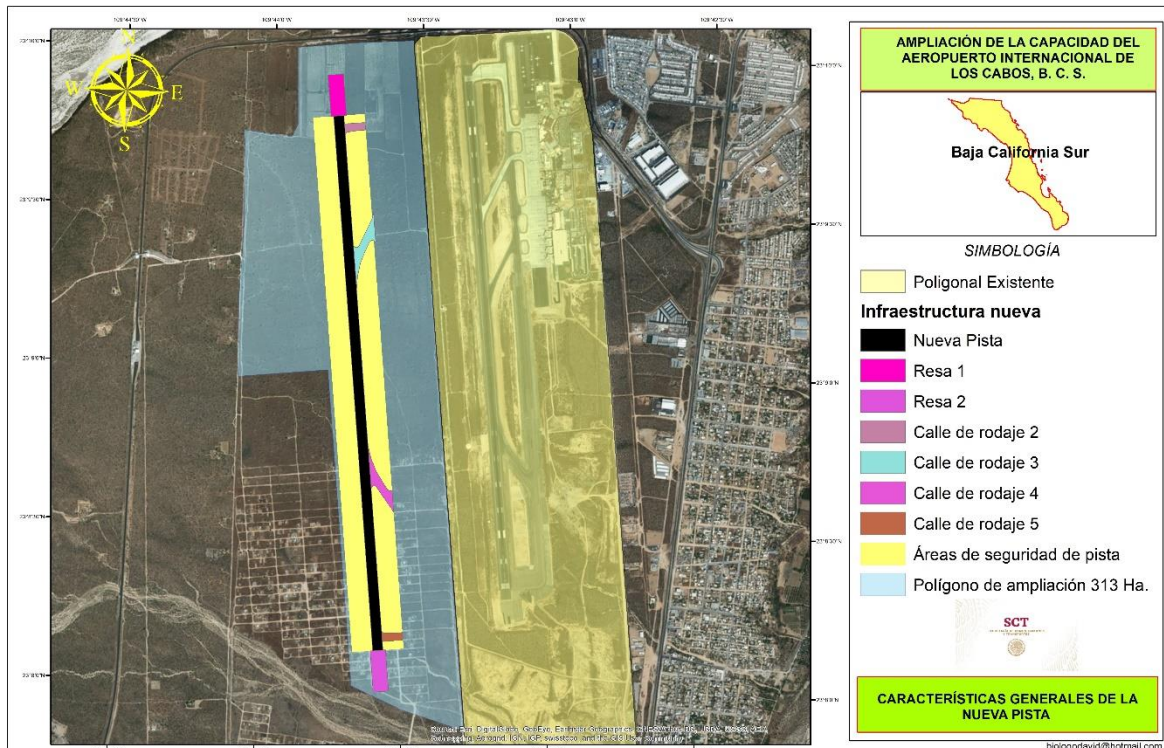 N
W
E
S
AMPLIACIÓN DE LA CAPACIDAD DEL
AEROPUERTO INTERNACIONAL DE
LOS CABOS, B. C. S.
Baja California Sur
SIMBOLOGÍA
Poligonal Existente
Infraestructura nueva
Nueva Pista
Resa 1
Resa 2
Calle de rodaje 2
Calle de rodaje 3
Calle de rodaje 4
Calle de rodaje 5
Áreas de seguridad de pista
Polígono de ampliación 313 Ha.
SCT
CARACTERÍSTICAS GENERALES DE LA
NUEVA PISTA
biologodavid@hotmail.com